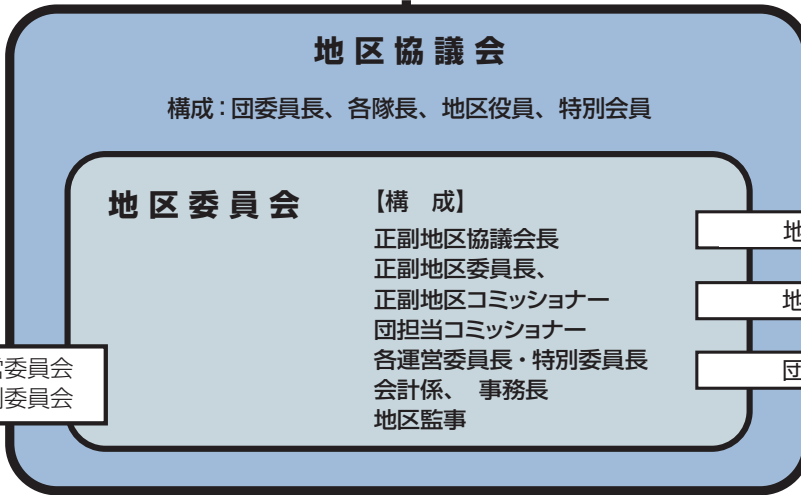 地区協議会
構成：団委員長、各隊長、地区役員、特別会員
地区委員会
【構　成】
正副地区協議会長
正副地区委員長、
正副地区コミッショナー
団担当コミッショナー
各運営委員長・特別委員長
会計係、　事務長
地区監事
地
地
団
営委員会
別委員会